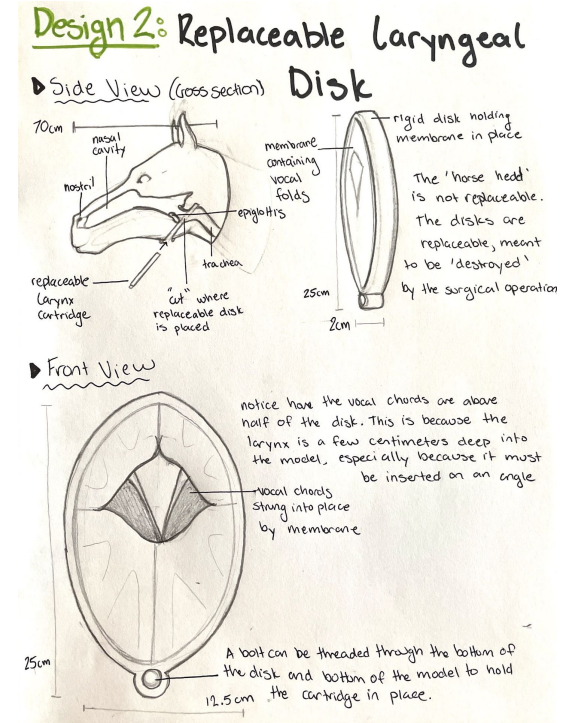 Design 2: Replaceable Laryngeal
Disk
Side View (Cross section)
70cm
nasal
cavity
nostril
epiglottis
trachea
replaceable
Larynx
Cartridge
"cut" where
replaceable disk
is placed
membrane
containing
vocal
folds
rigid disk holding
membrane in place
The 'horse head'
is not replaceable.
The disks are
replaceable, meant
to be 'destroyed'
by the surgical operation
25cm
2cm
Front View
notice how the vocal chords are above
half of the disk. This is because the
larynx is a few centimeters deep into
the model, especially because it must
be inserted on an angle
vocal chords
strung into place
by membrane
A bolt can be threaded through the bottom of
the disk and bottom of the model to hold
the cartridge in place.
25cm
12.5cm